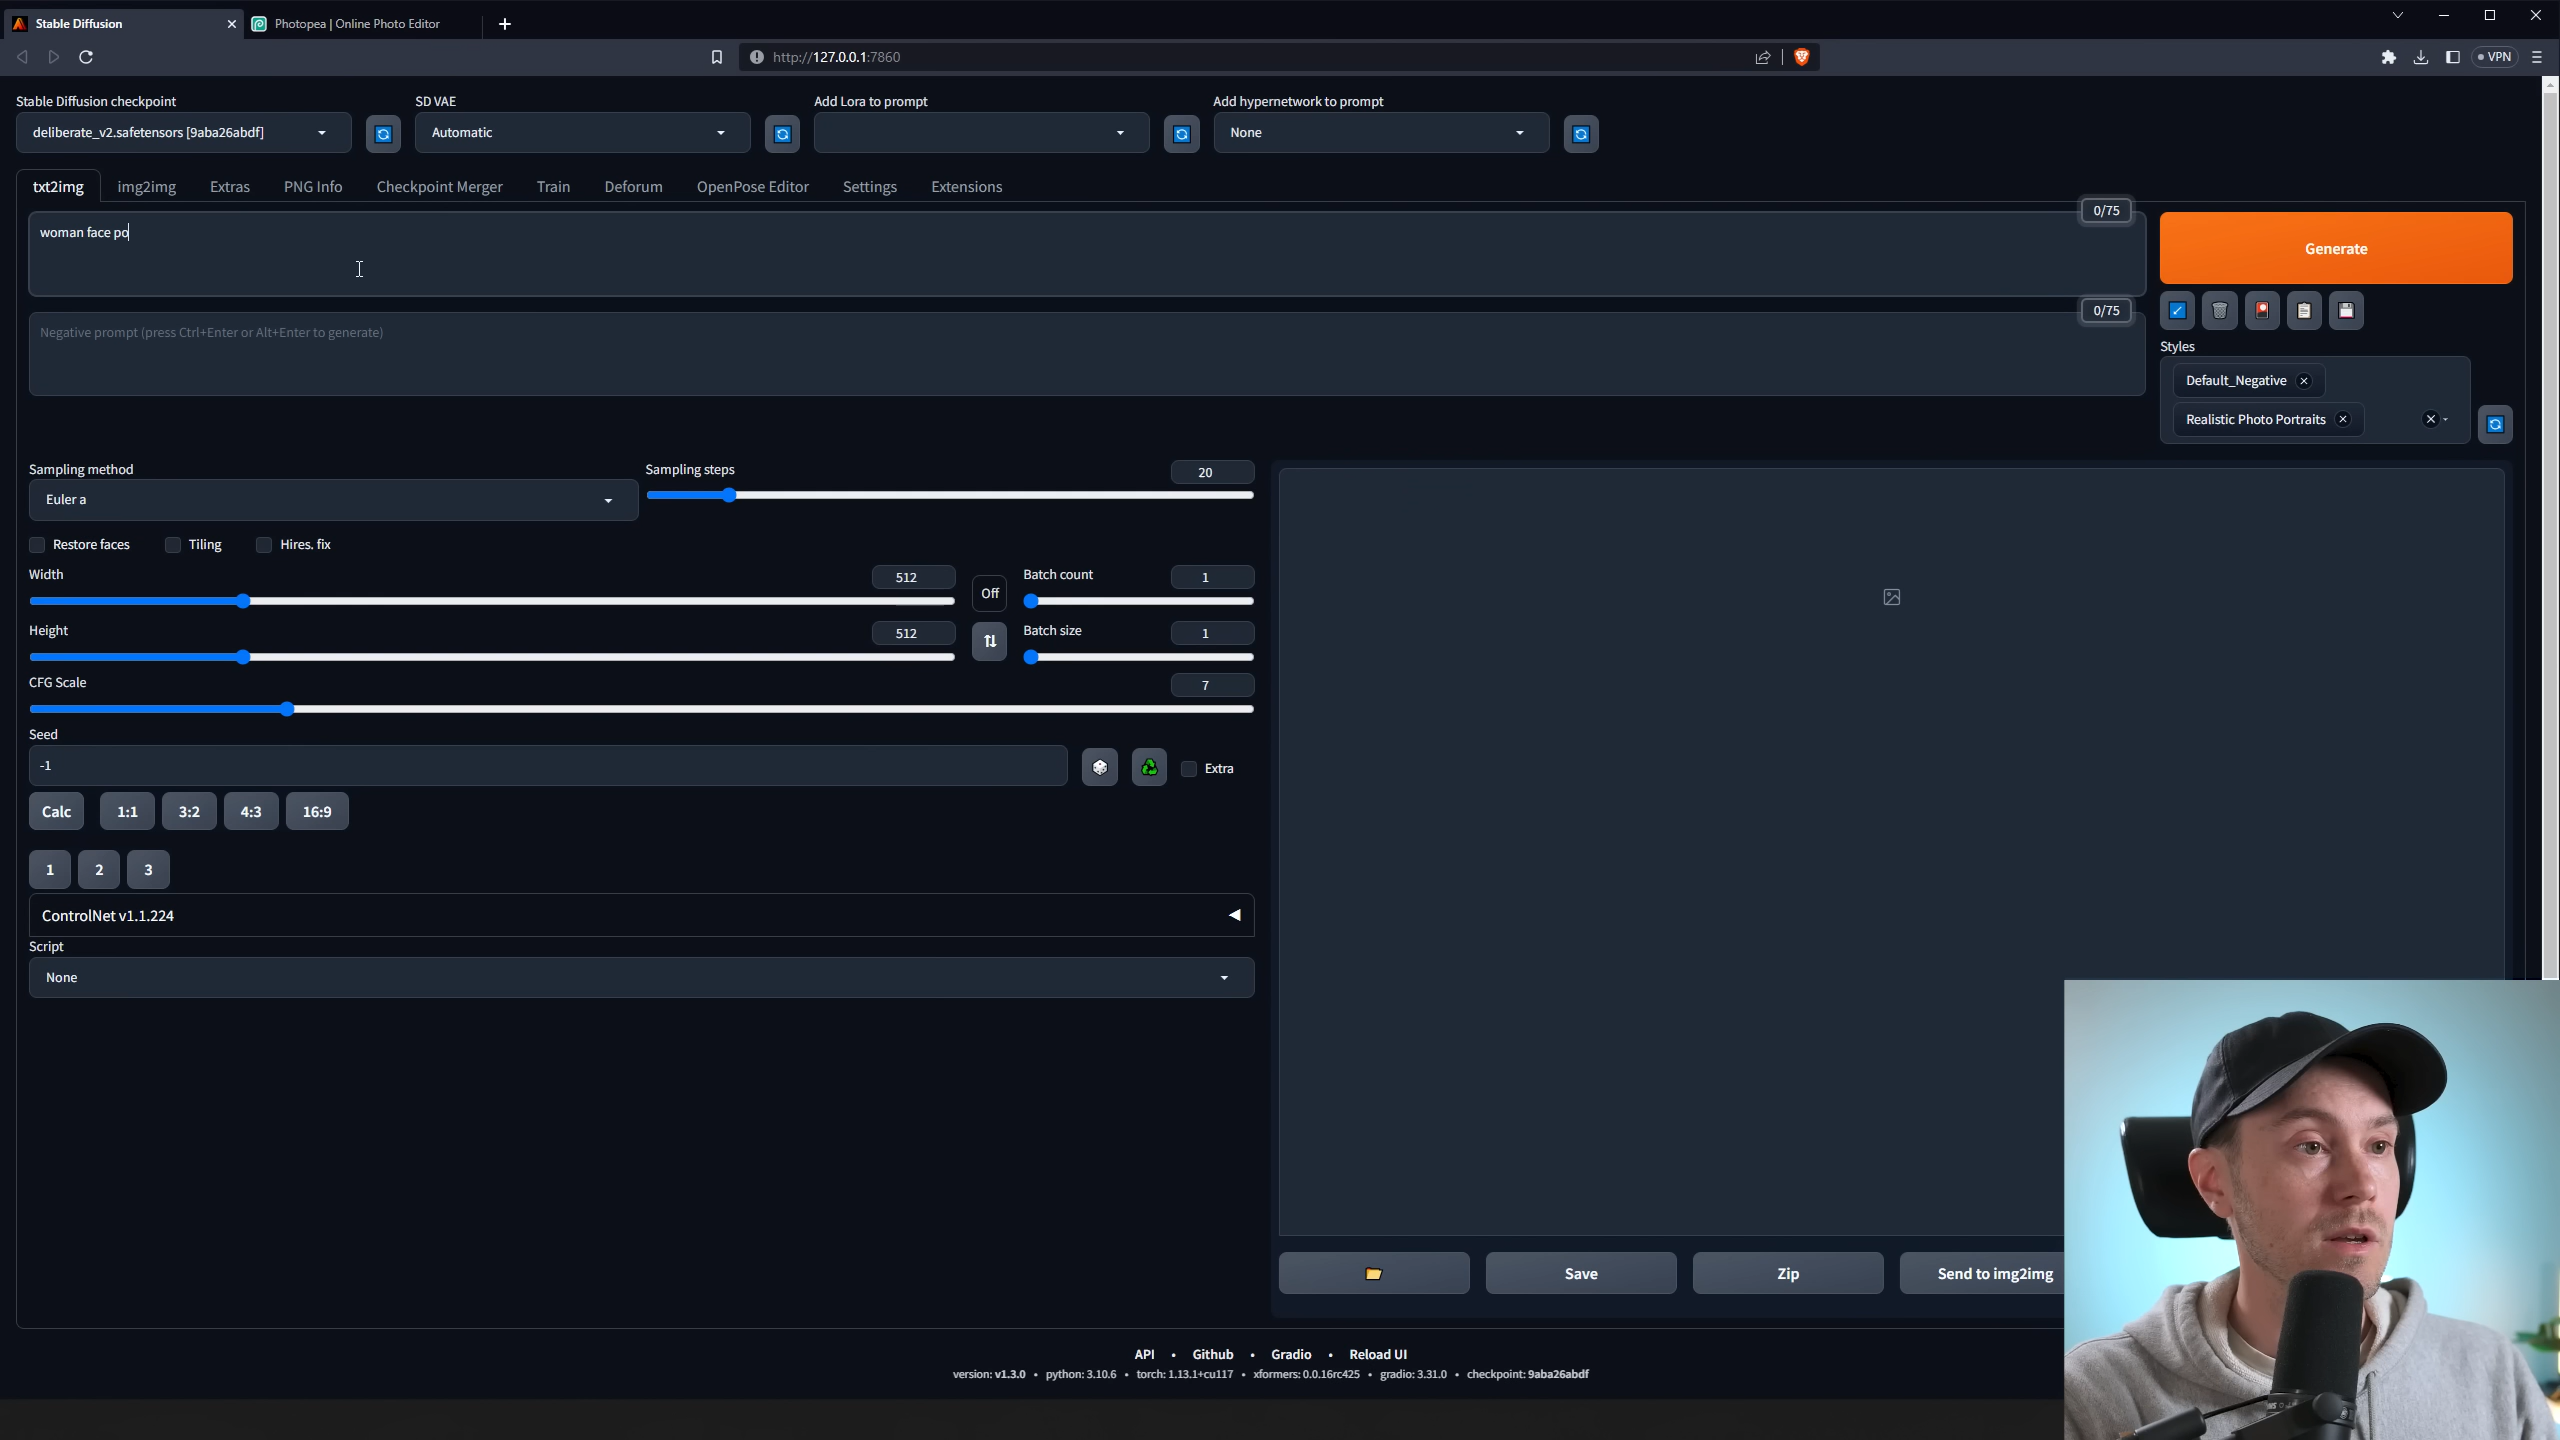 Stable Diffusion
Photopea | Online Photo Editor
http://127.0.0.1:7860
VPN
Stable Diffusion checkpoint
SD VAE
Add Lora to prompt
Add hypernetwork to prompt
deliberate_v2.safetensors [9aba26abdf]
Automatic
None
txt2img
img2img
Extras
PNG Info
Checkpoint Merger
Train
Deforum
OpenPose Editor
Settings
Extensions
0/75
woman face po
Generate
0/75
Negative prompt (press Ctrl+Enter or Alt+Enter to generate)
Styles
Default_Negative
Realistic Photo Portraits
Sampling method
Sampling steps
20
Euler a
Restore faces
Tiling
Hires. fix
Width
512
Off
Batch count
1
Height
512
Batch size
1
CFG Scale
7
Seed
-1
Extra
Calc
1:1
3:2
4:3
16:9
1
2
3
ControlNet v1.1.224
Script
None
Save
Zip
Send to img2img
API • Github • Gradio • Reload UI
version: v1.3.0 • python: 3.10.6 • torch: 1.13.1+cu117 • xformers: 0.0.16rc425 • gradio: 3.31.0 • checkpoint: 9aba26abdf